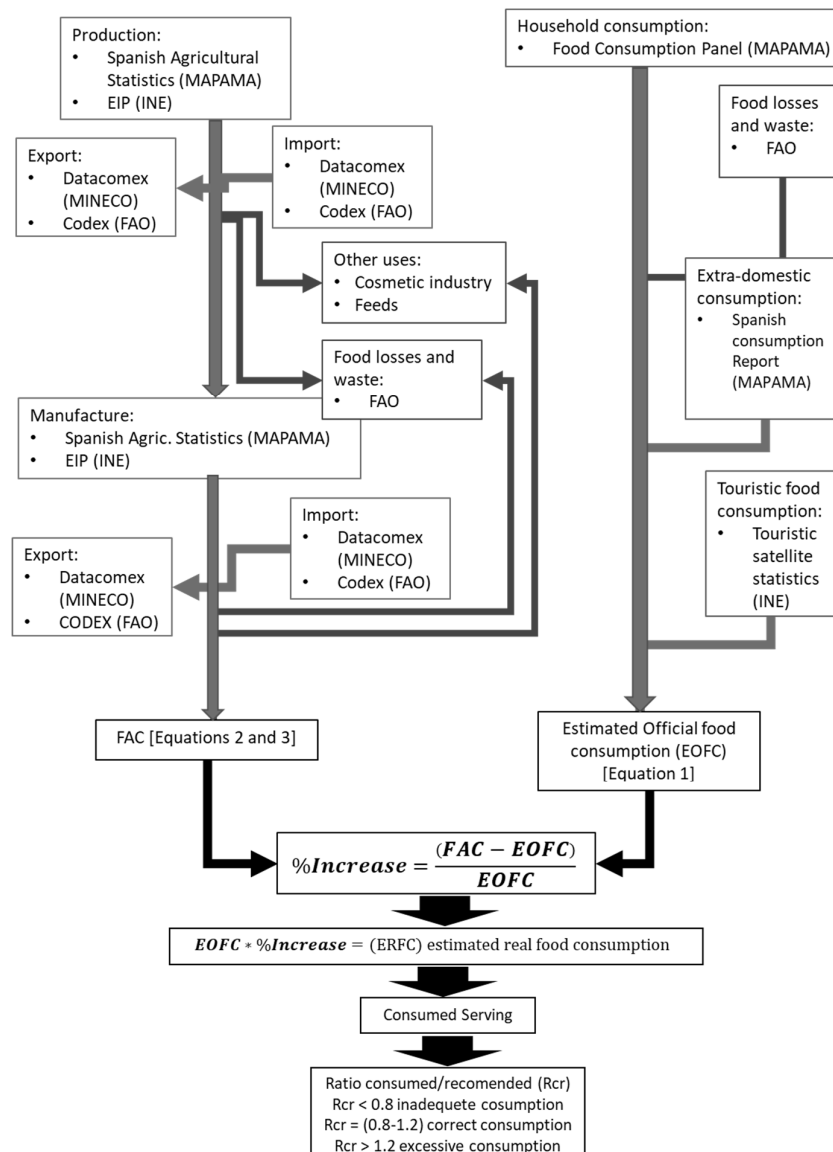 Production:
• Spanish Agricultural
Statistics (MAPAMA)
• EIP (INE)
Export:
• Datacomex
(MINECO)
• Codex (FAO)
Import:
• Datacomex
(MINECO)
• Codex (FAO)
Other uses:
• Cosmetic industry
• Feeds
Food losses and
waste:
• FAO
Manufacture:
• Spanish Agric. Statistics (MAPAMA)
• EIP (INE)
Import:
• Datacomex
(MINECO)
• Codex (FAO)
Export:
• Datacomex
(MINECO)
• CODEX (FAO)
FAC [Equations 2 and 3]
Household consumption:
• Food Consumption Panel (MAPAMA)
Food losses
and waste:
• FAO
Extra-domestic
consumption:
• Spanish
consumption
Report
(MAPAMA)
Touristic food
consumption:
• Touristic
satellite
statistics
(INE)
Estimated Official food
consumption (EOFC)
[Equation 1]
%Increase = (FAC − EOFC) / EOFC
EOFC * %Increase = (ERFC) estimated real food consumption
Consumed Serving
Ratio consumed/recomended (Rcr)
Rcr < 0.8 inadequete cosumption
Rcr = (0.8-1.2) correct consumption
Rcr > 1.2 excessive consumption